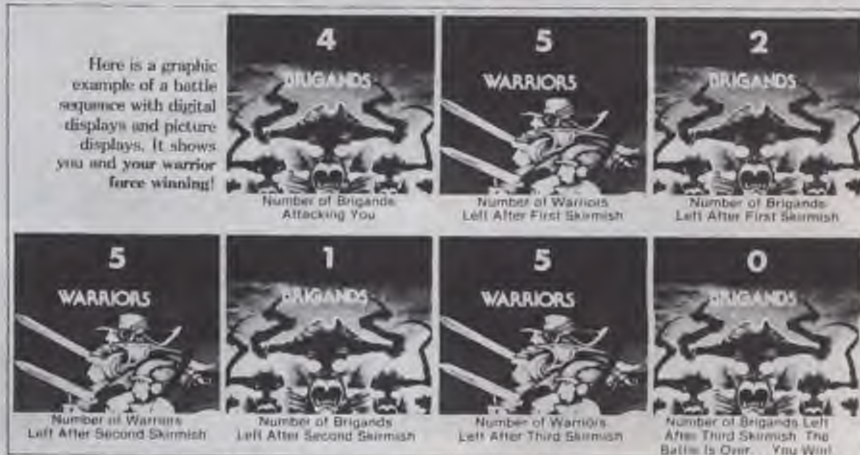 Here is a graphic
example of a battle
sequence with digital
displays and picture
displays. It shows
you and your warrior
force winning!
4
BRIGANDS
Number of Brigands
Attacking You
5
WARRIORS
Number of Warriors
Left After First Skirmish
2
BRIGANDS
Number of Brigands
Left After First Skirmish
5
WARRIORS
Number of Warriors
Left After Second Skirmish
1
BRIGANDS
Number of Brigands
Left After Second Skirmish
5
WARRIORS
Number of Warriors
Left After Third Skirmish
0
BRIGANDS
Number of Brigands Left
After Third Skirmish. The
Battle Is Over. You Win!